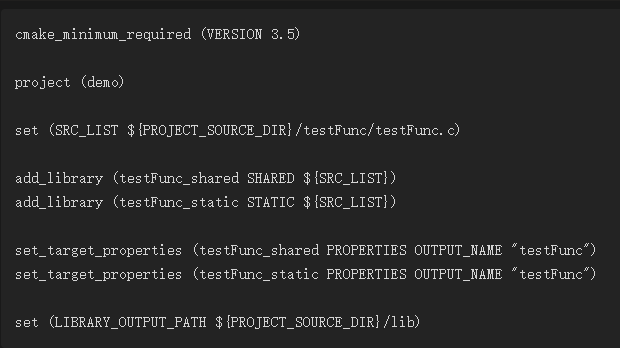 cmake_minimum_required (VERSION 3.5)
project (demo)
set (SRC_LIST ${PROJECT_SOURCE_DIR}/testFunc/testFunc.c)
add_library (testFunc_shared SHARED ${SRC_LIST})
add_library (testFunc_static STATIC ${SRC_LIST})
set_target_properties (testFunc_shared PROPERTIES OUTPUT_NAME "testFunc")
set_target_properties (testFunc_static PROPERTIES OUTPUT_NAME "testFunc")
set (LIBRARY_OUTPUT_PATH ${PROJECT_SOURCE_DIR}/lib)